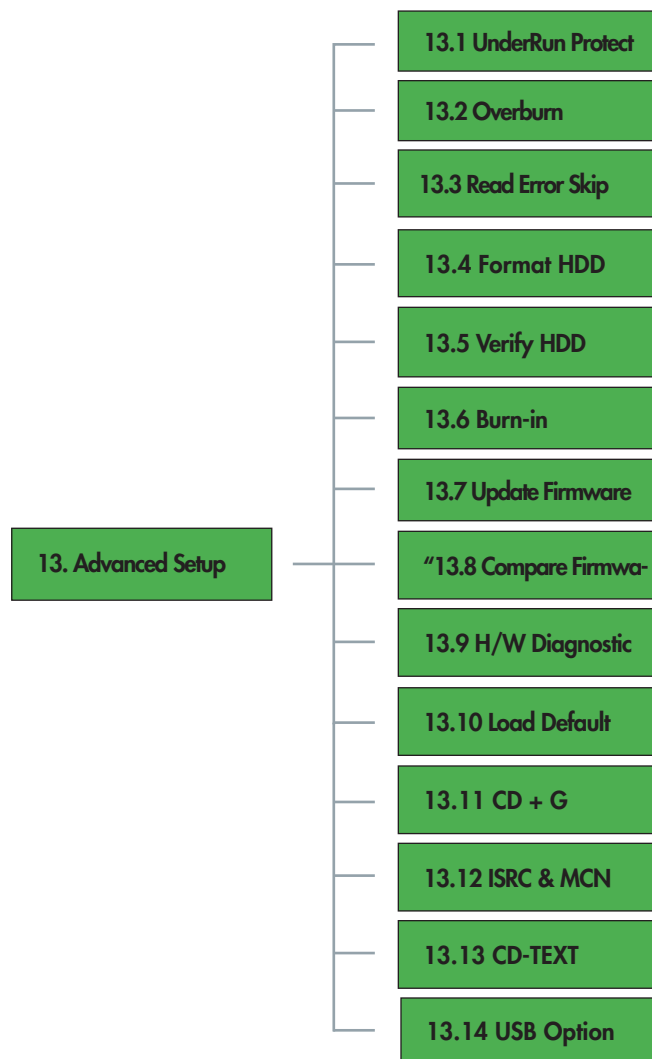 13.1 UnderRun Protect
13.2 Overburn
13.3 Read Error Skip
13.4 Format HDD
13.5 Verify HDD
13.6 Burn-in
13.7 Update Firmware
13. Advanced Setup
“13.8 Compare Firmwa-
13.9 H/W Diagnostic
13.10 Load Default
13.11 CD + G
13.12 ISRC & MCN
13.13 CD-TEXT
13.14 USB Option